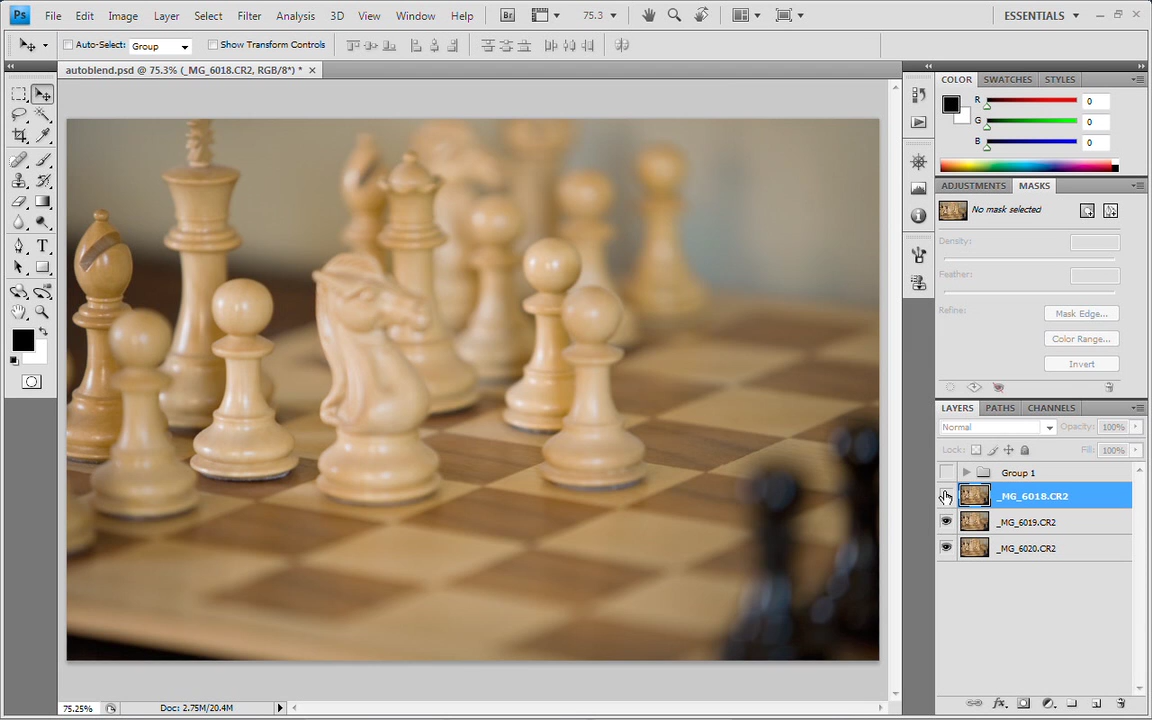 Ps File Edit Image Layer Select Filter Analysis 3D View Window Help Br 75.3 ESSENTIALS
Auto-Select: Group Show Transform Controls
autoblend.psd @ 75.3% (_MG_6018.CR2, RGB/8*) *
COLOR SWATCHES STYLES
R 0
G 0
B 0
ADJUSTMENTS MASKS
No mask selected
Density:
Feather:
Refine: Mask Edge...
Color Range...
Invert
LAYERS PATHS CHANNELS
Normal Opacity: 100%
Lock: Fill: 100%
Group 1
_MG_6018.CR2
_MG_6019.CR2
_MG_6020.CR2
fx
75.25% Doc: 2.75M/20.4M